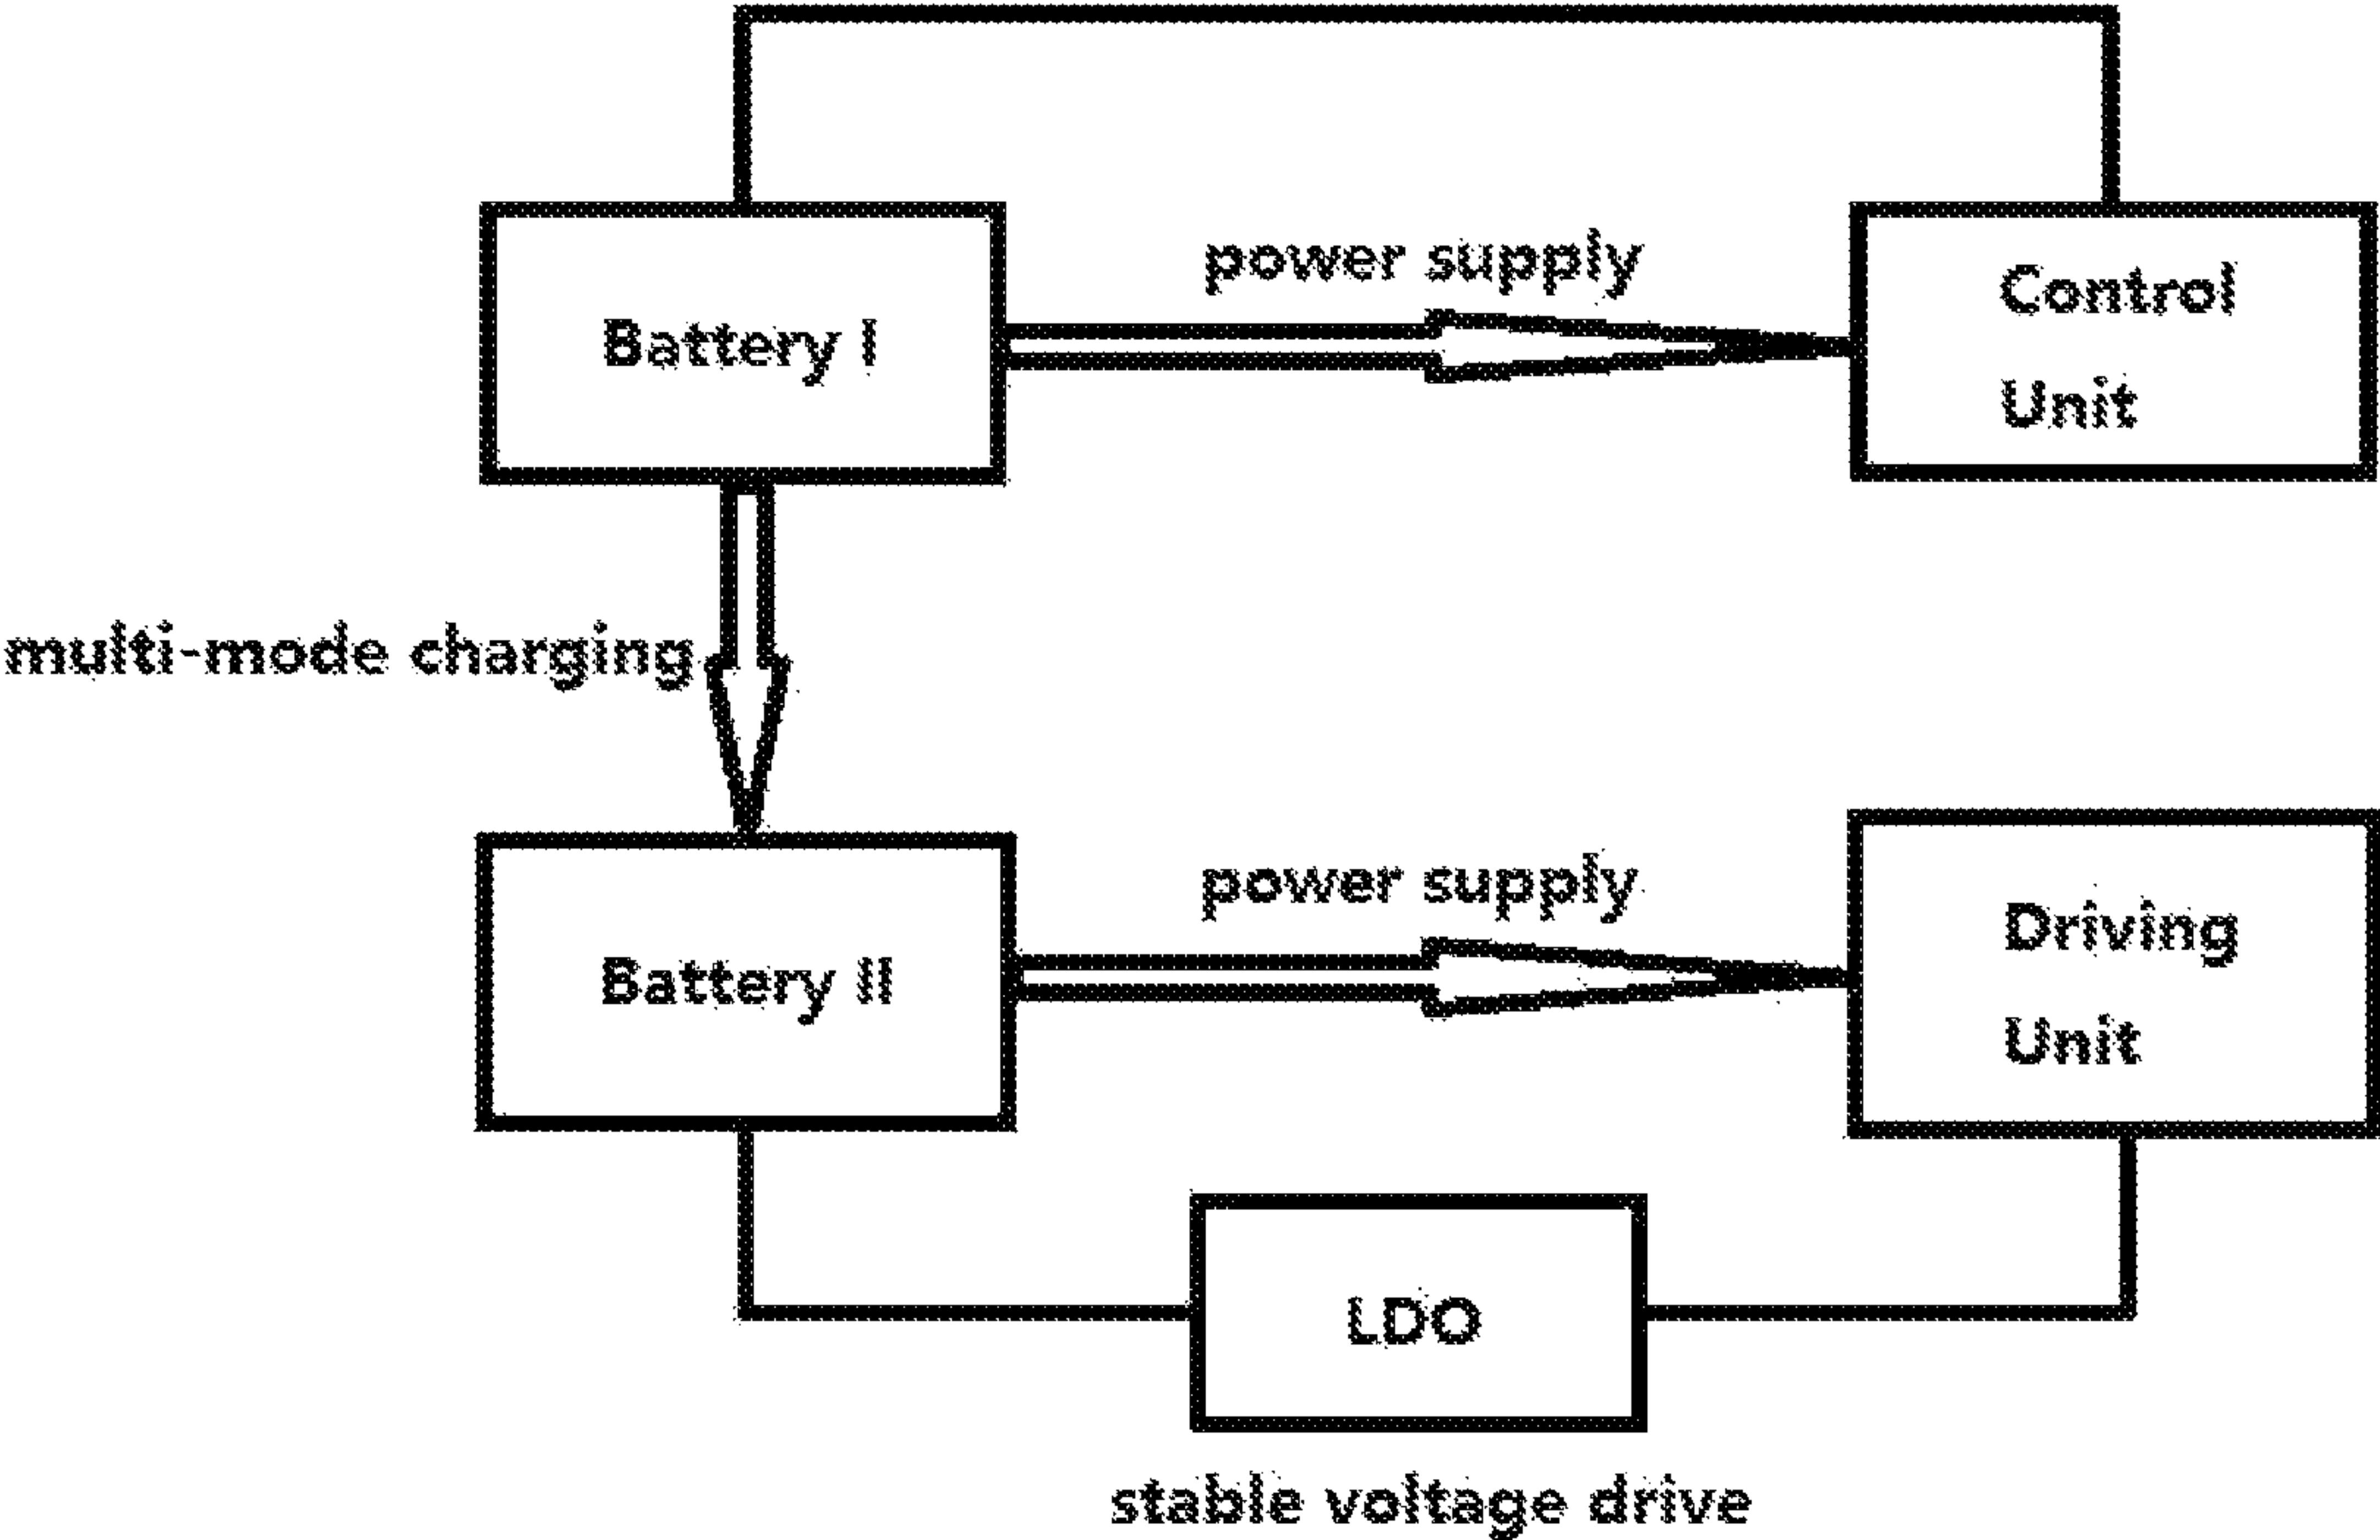 power supply
Battery I
Control
Unit
multi-mode charging
power supply
Battery II
Driving
Unit
LDO
stable voltage drive